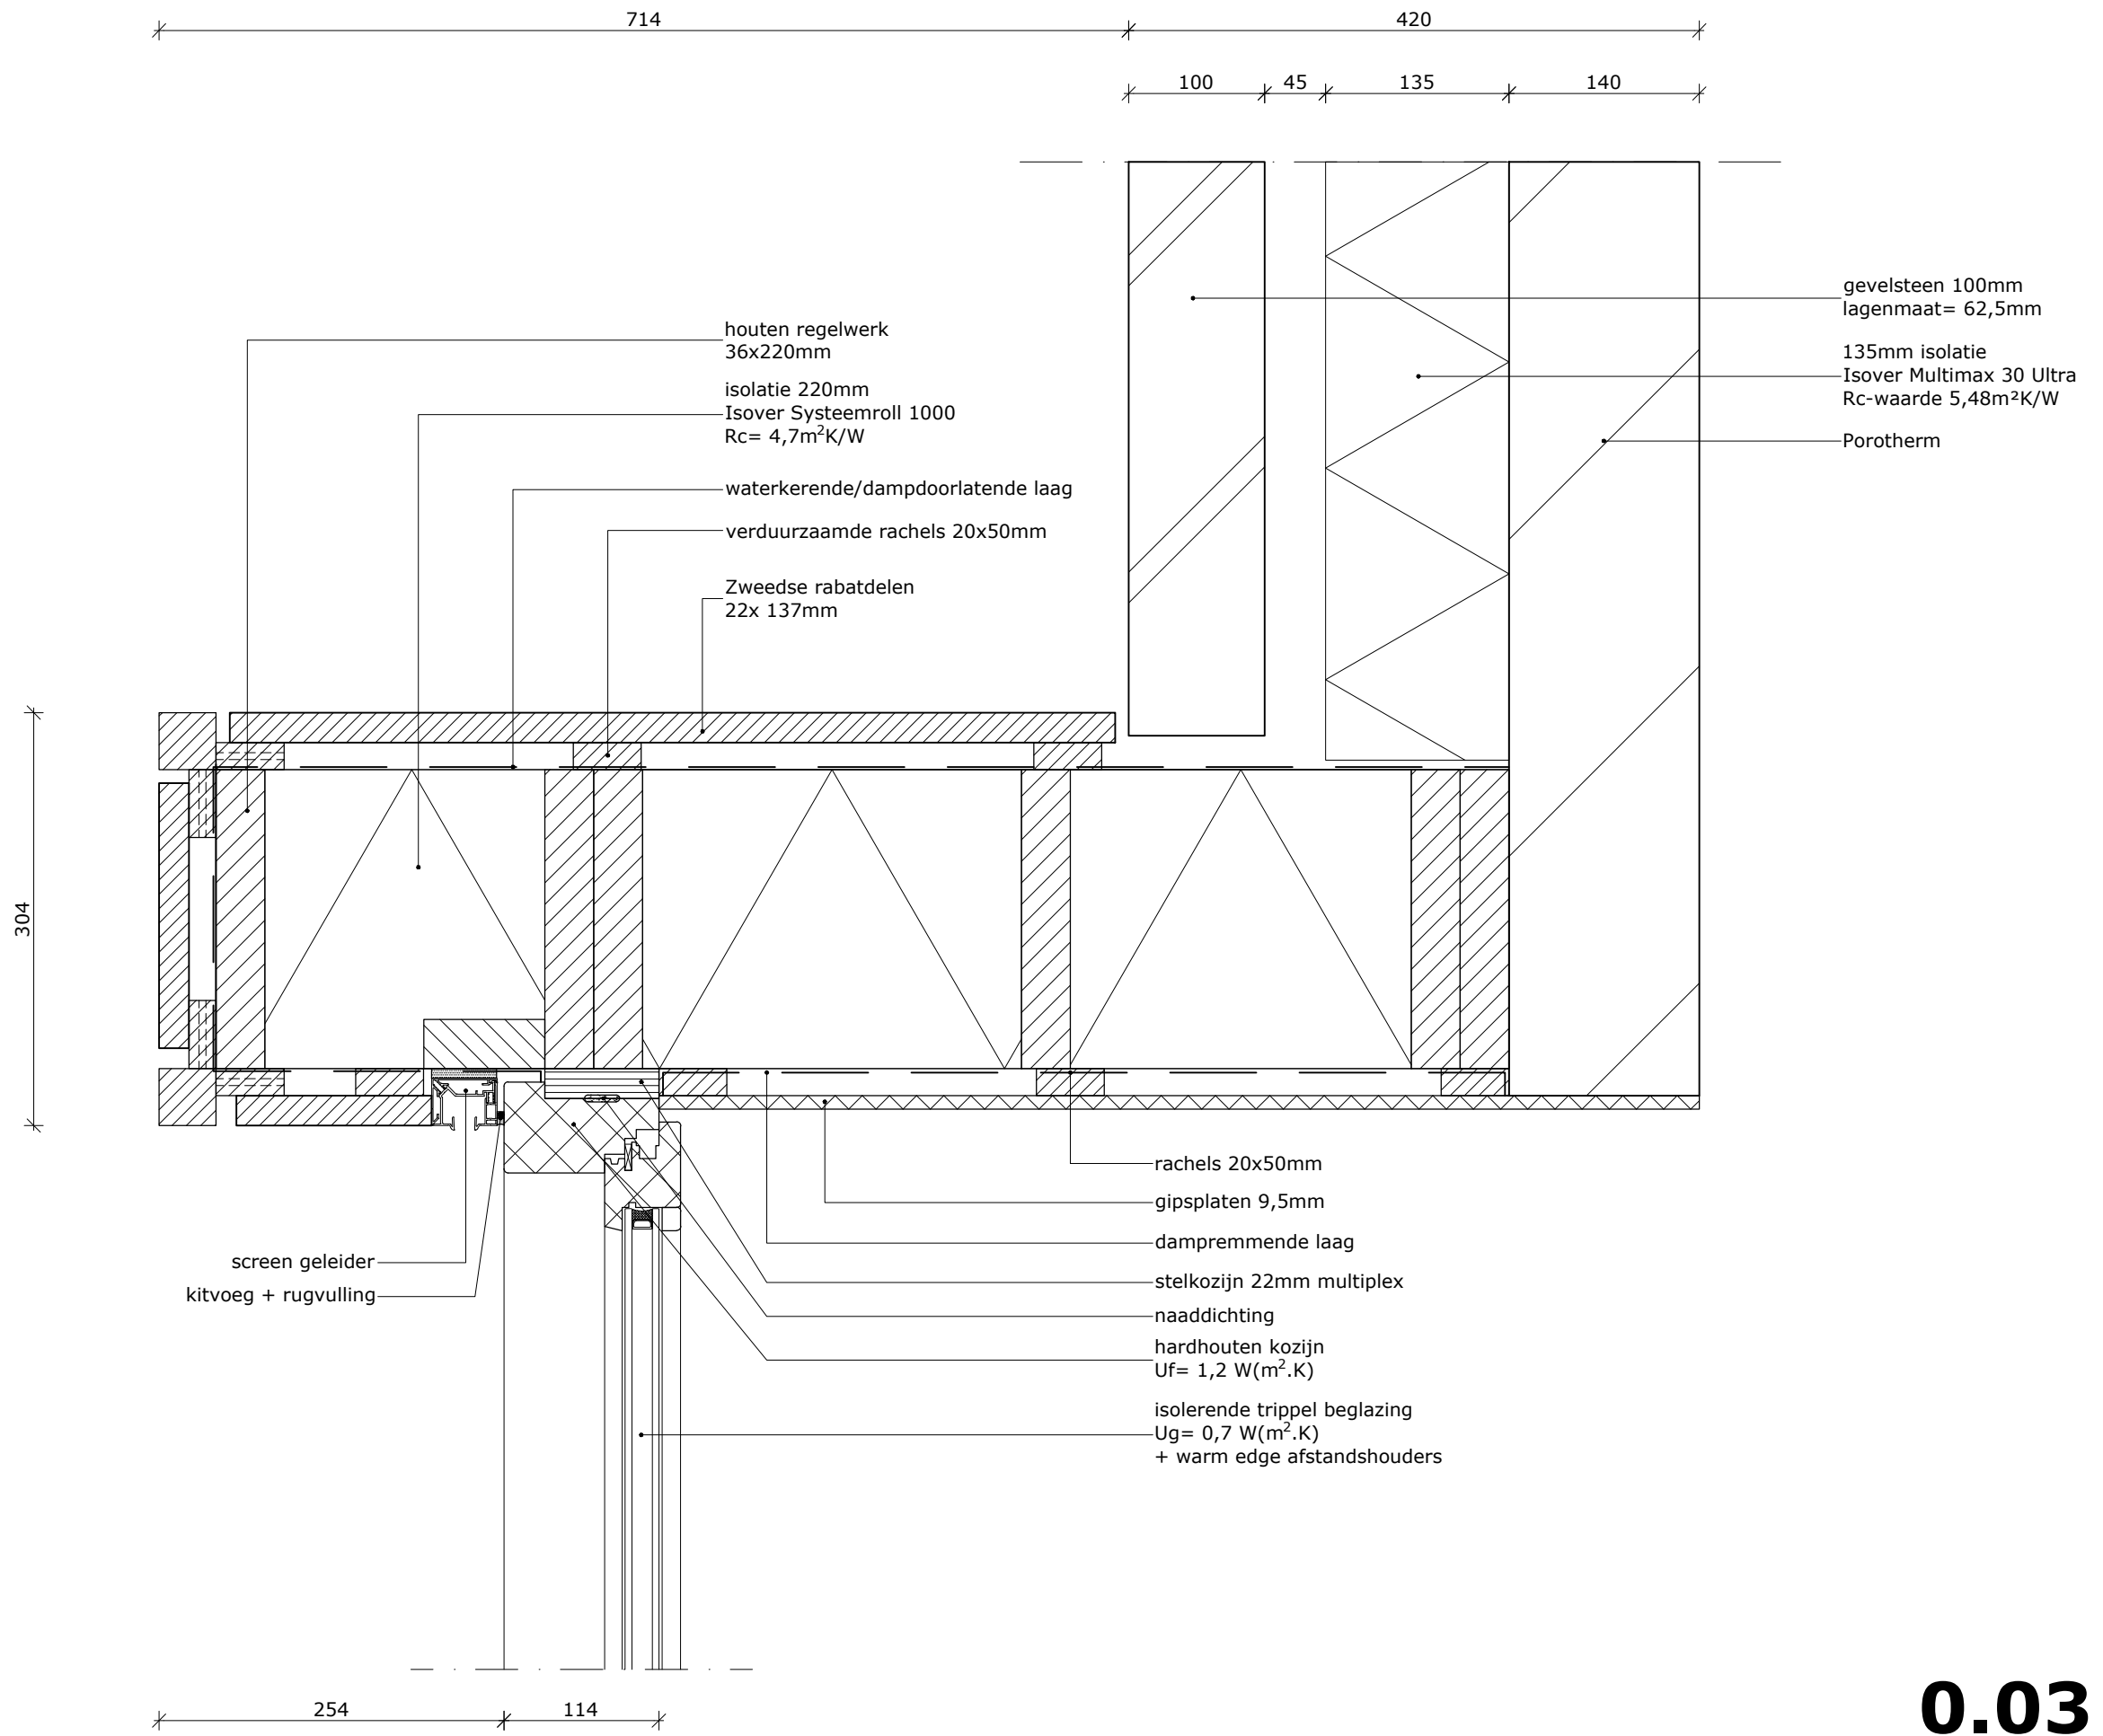 714
420
100
45
135
140
gevelsteen 100mm
lagenmaat= 62,5mm
135mm isolatie
Isover Multimax 30 Ultra
Rc-waarde 5,48m²K/W
Porotherm
houten regelwerk
36x220mm
isolatie 220mm
Isover Systeemroll 1000
Rc= 4,7m²K/W
waterkerende/dampdoorlatende laag
verduurzaamde rachels 20x50mm
Zweedse rabatdelen
22x 137mm
304
rachels 20x50mm
gipsplaten 9,5mm
dampremmende laag
stelkozijn 22mm multiplex
naaddichting
hardhouten kozijn
Uf= 1,2 W(m².K)
isolerende trippel beglazing
Ug= 0,7 W(m².K)
+ warm edge afstandshouders
screen geleider
kitvoeg + rugvulling
254
114
0.03